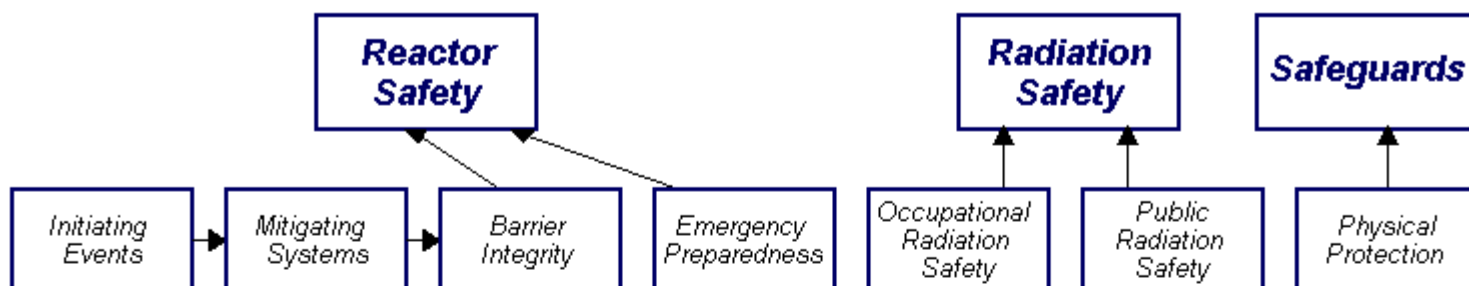 Reactor
Safety
Radiation
Safety
Safeguards
Initiating
Events
Mitigating
Systems
Barrier
Integrity
Emergency
Preparedness
Occupational
Radiation
Safety
Public
Radiation
Safety
Physical
Protection